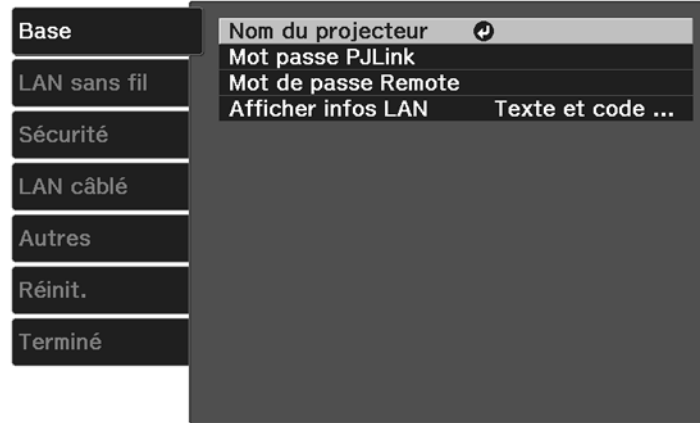 Base
LAN sans fil
Sécurité
LAN câblé
Autres
Réinit.
Terminé
Nom du projecteur
Mot passe PJLink
Mot de passe Remote
Afficher infos LAN Texte et code ...